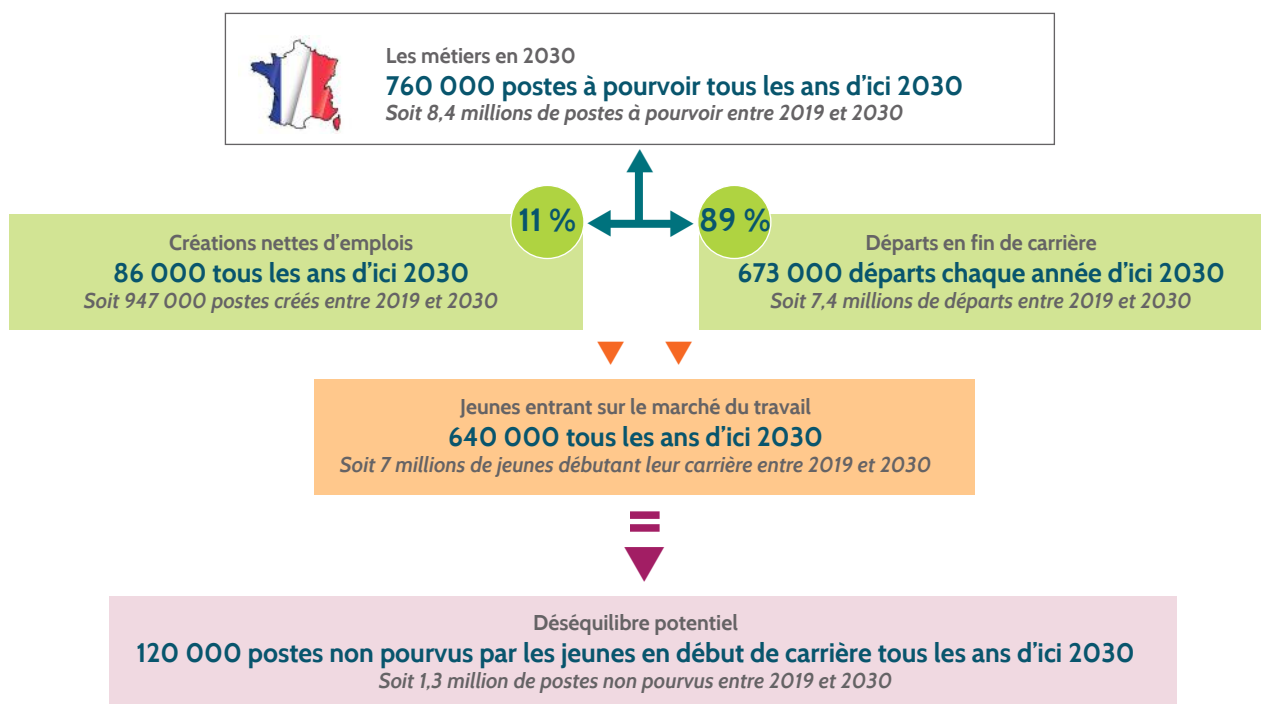 Les métiers en 2030
760 000 postes à pourvoir tous les ans d’ici 2030
Soit 8,4 millions de postes à pourvoir entre 2019 et 2030
11 %
89 %
Créations nettes d’emplois
86 000 tous les ans d’ici 2030
Soit 947 000 postes créés entre 2019 et 2030
Départs en fin de carrière
673 000 départs chaque année d’ici 2030
Soit 7,4 millions de départs entre 2019 et 2030
Jeunes entrant sur le marché du travail
640 000 tous les ans d’ici 2030
Soit 7 millions de jeunes débutant leur carrière entre 2019 et 2030
=
Déséquilibre potentiel
120 000 postes non pourvus par les jeunes en début de carrière tous les ans d’ici 2030
Soit 1,3 million de postes non pourvus entre 2019 et 2030